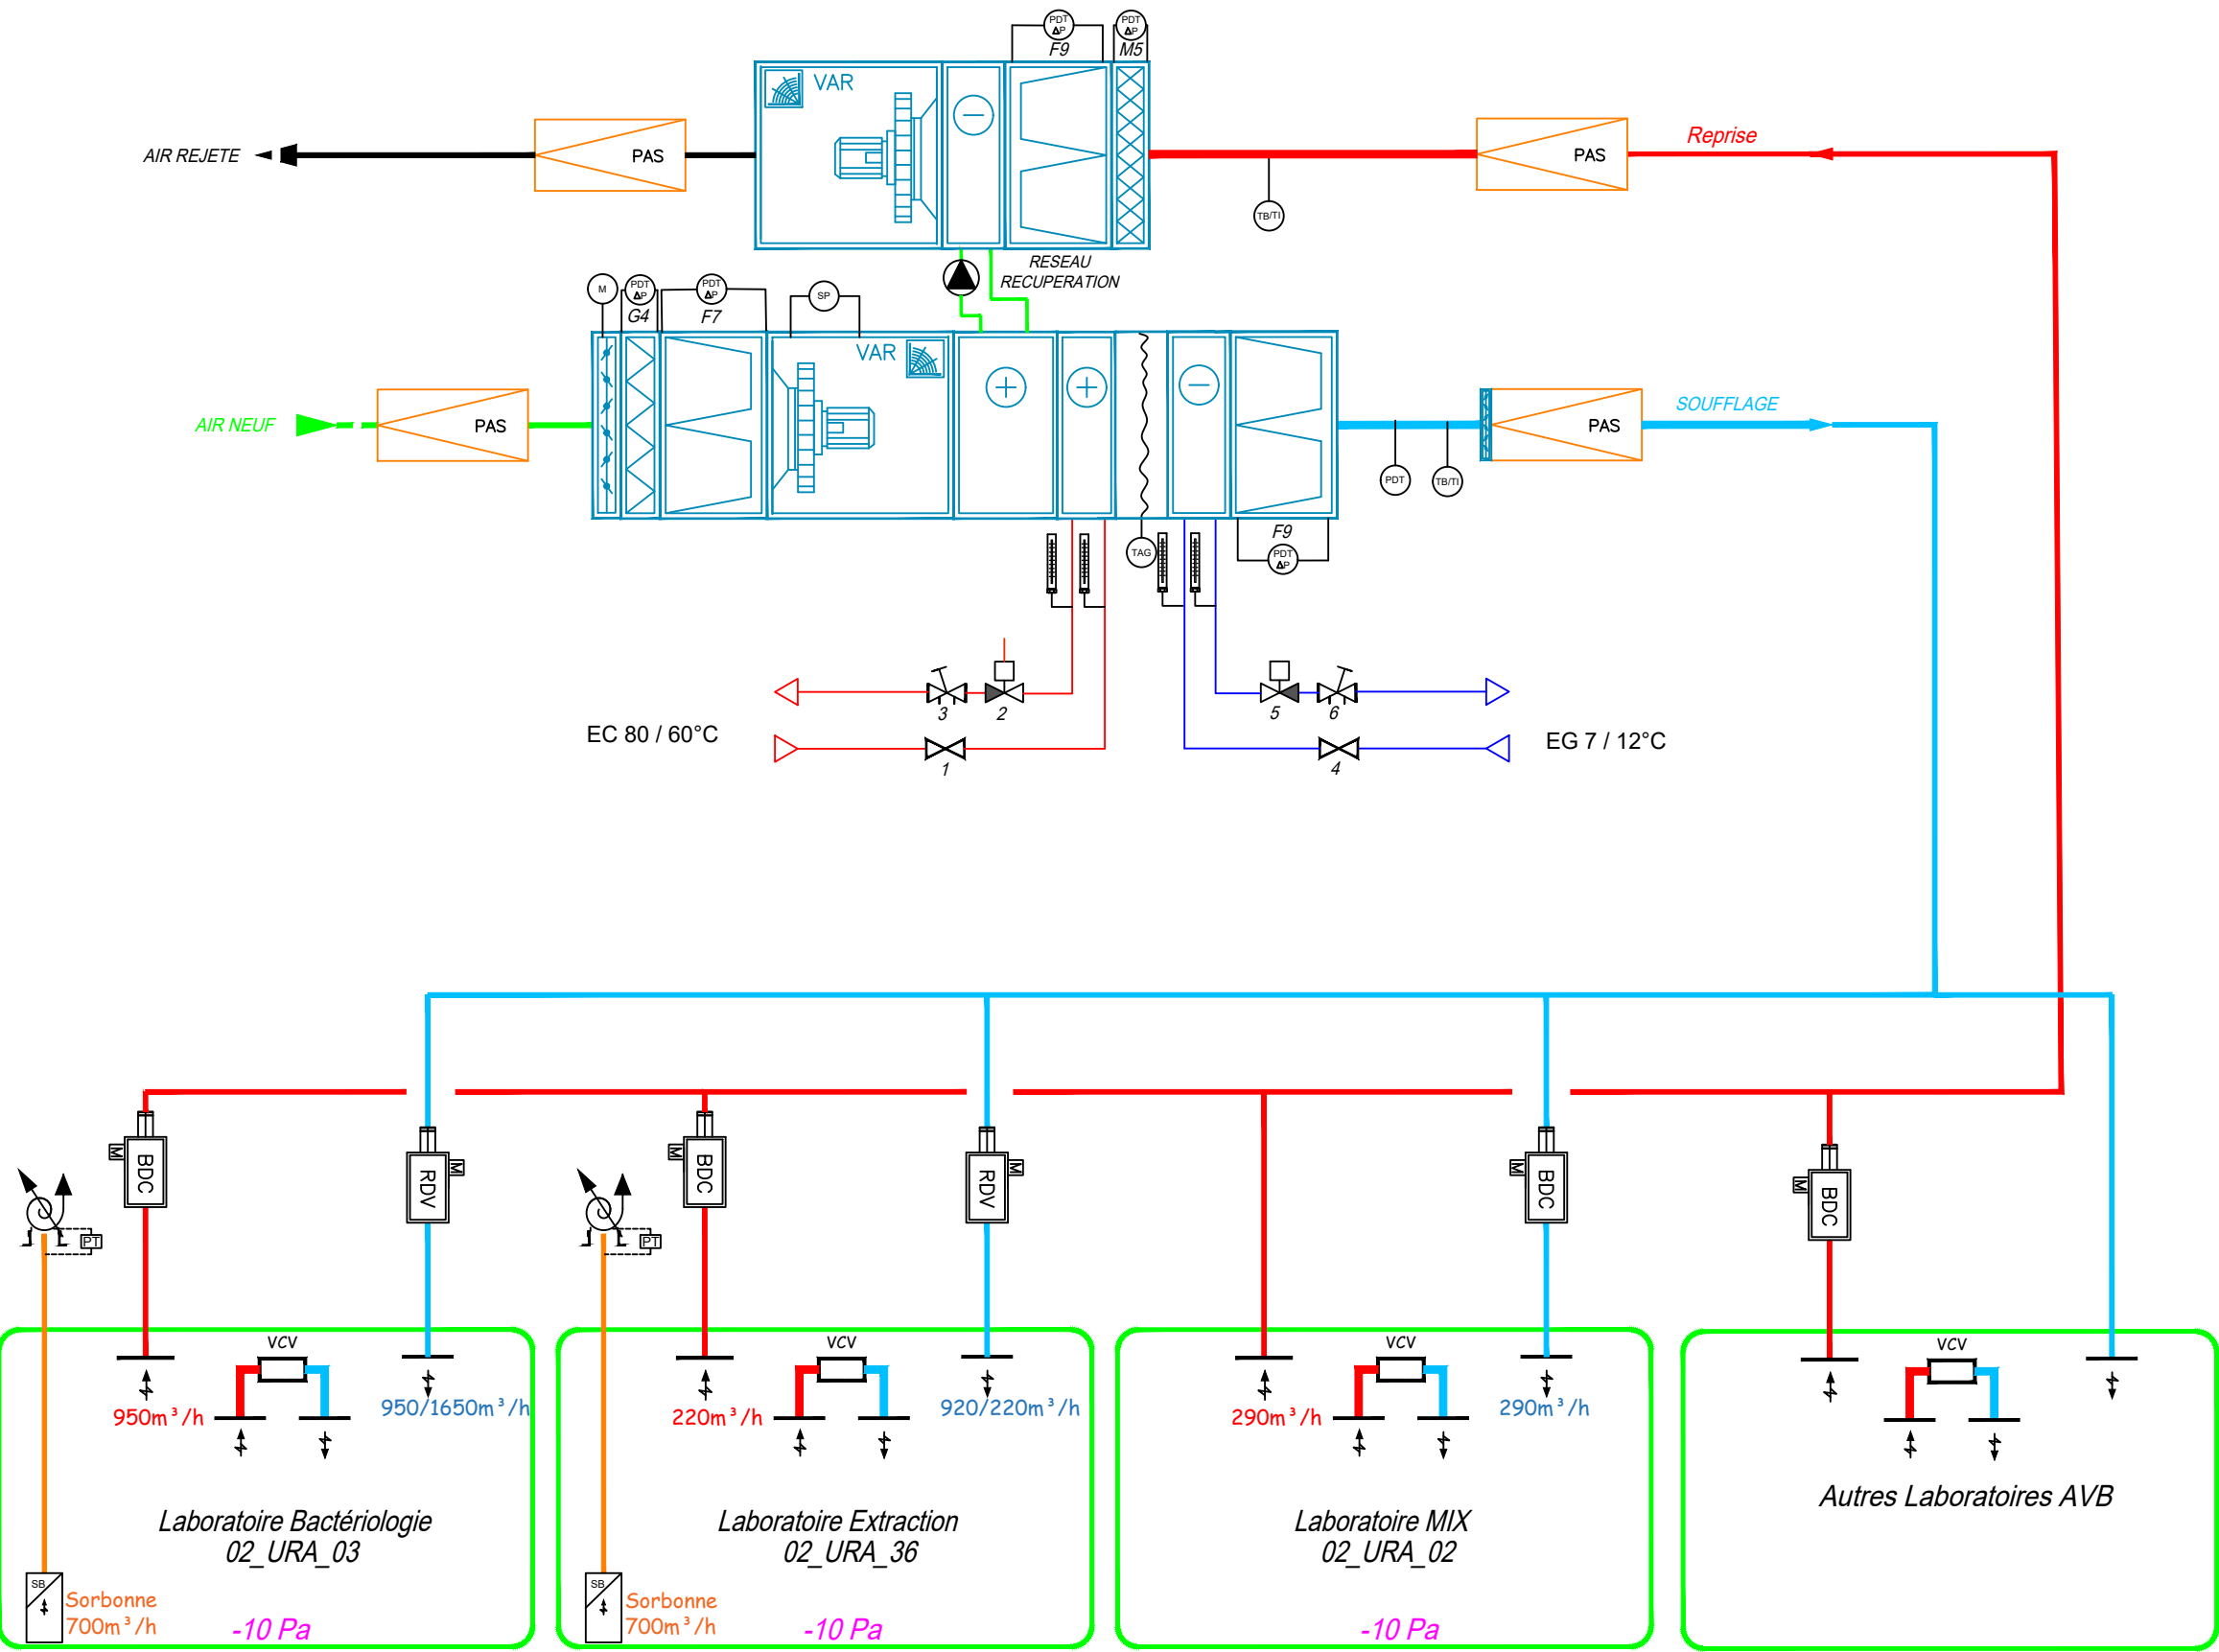 PDT
ΔP
F9
PDT
ΔP
M5
VAR
AIR REJETE
PAS
PAS
Reprise
TB/TI
RESEAU
RECUPERATION
M
PDT
ΔP
G4
PDT
ΔP
F7
SP
VAR
AIR NEUF
PAS
PAS
SOUFFLAGE
PDT
TB/TI
TAG
F9
PDT
ΔP
3
2
5
6
EC 80 / 60°C
EG 7 / 12°C
1
4
M
BDC
RDV
M
M
BDC
RDV
M
M
BDC
M
BDC
PT
PT
VCV
VCV
VCV
VCV
950m³/h
950/1650m³/h
220m³/h
920/220m³/h
290m³/h
290m³/h
Laboratoire Bactériologie
02_URA_03
Laboratoire Extraction
02_URA_36
Laboratoire MIX
02_URA_02
Autres Laboratoires AVB
SB
Sorbonne
700m³/h
-10 Pa
SB
Sorbonne
700m³/h
-10 Pa
-10 Pa